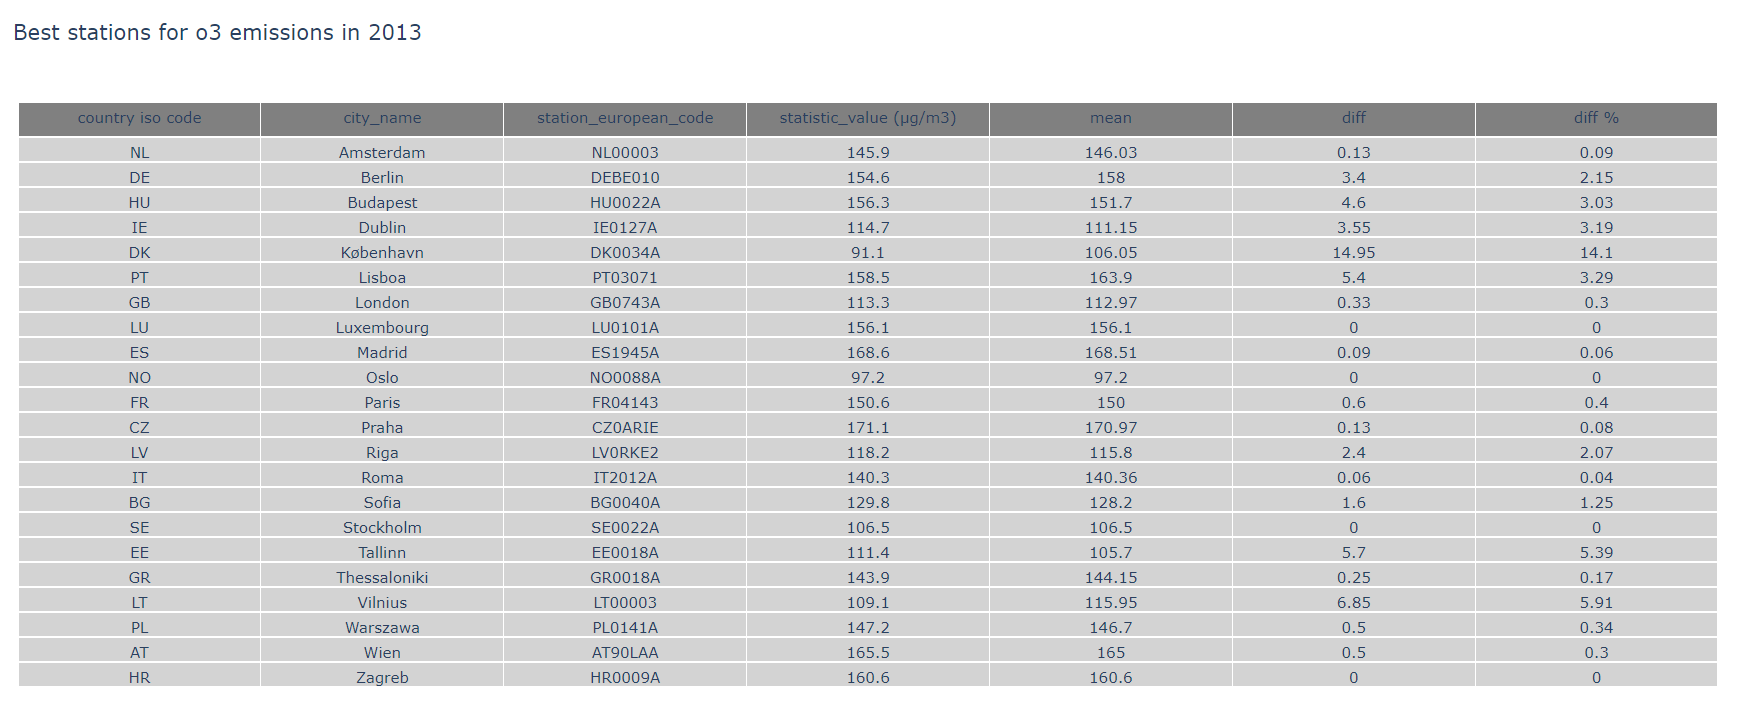 Best stations for o3 emissions in 2013
country iso code city_name station_european_code statistic_value (µg/m3) mean diff diff %
NL Amsterdam NL00003 145.9 146.03 0.13 0.09
DE Berlin DEBE010 154.6 158 3.4 2.15
HU Budapest HU0022A 156.3 151.7 4.6 3.03
IE Dublin IE0127A 114.7 111.15 3.55 3.19
DK København DK0034A 91.1 106.05 14.95 14.1
PT Lisboa PT03071 158.5 163.9 5.4 3.29
GB London GB0743A 113.3 112.97 0.33 0.3
LU Luxembourg LU0101A 156.1 156.1 0 0
ES Madrid ES1945A 168.6 168.51 0.09 0.06
NO Oslo NO0088A 97.2 97.2 0 0
FR Paris FR04143 150.6 150 0.6 0.4
CZ Praha CZ0ARIE 171.1 170.97 0.13 0.08
LV Riga LV0RKE2 118.2 115.8 2.4 2.07
IT Roma IT2012A 140.3 140.36 0.06 0.04
BG Sofia BG0040A 129.8 128.2 1.6 1.25
SE Stockholm SE0022A 106.5 106.5 0 0
EE Tallinn EE0018A 111.4 105.7 5.7 5.39
GR Thessaloniki GR0018A 143.9 144.15 0.25 0.17
LT Vilnius LT00003 109.1 115.95 6.85 5.91
PL Warszawa PL0141A 147.2 146.7 0.5 0.34
AT Wien AT90LAA 165.5 165 0.5 0.3
HR Zagreb HR0009A 160.6 160.6 0 0